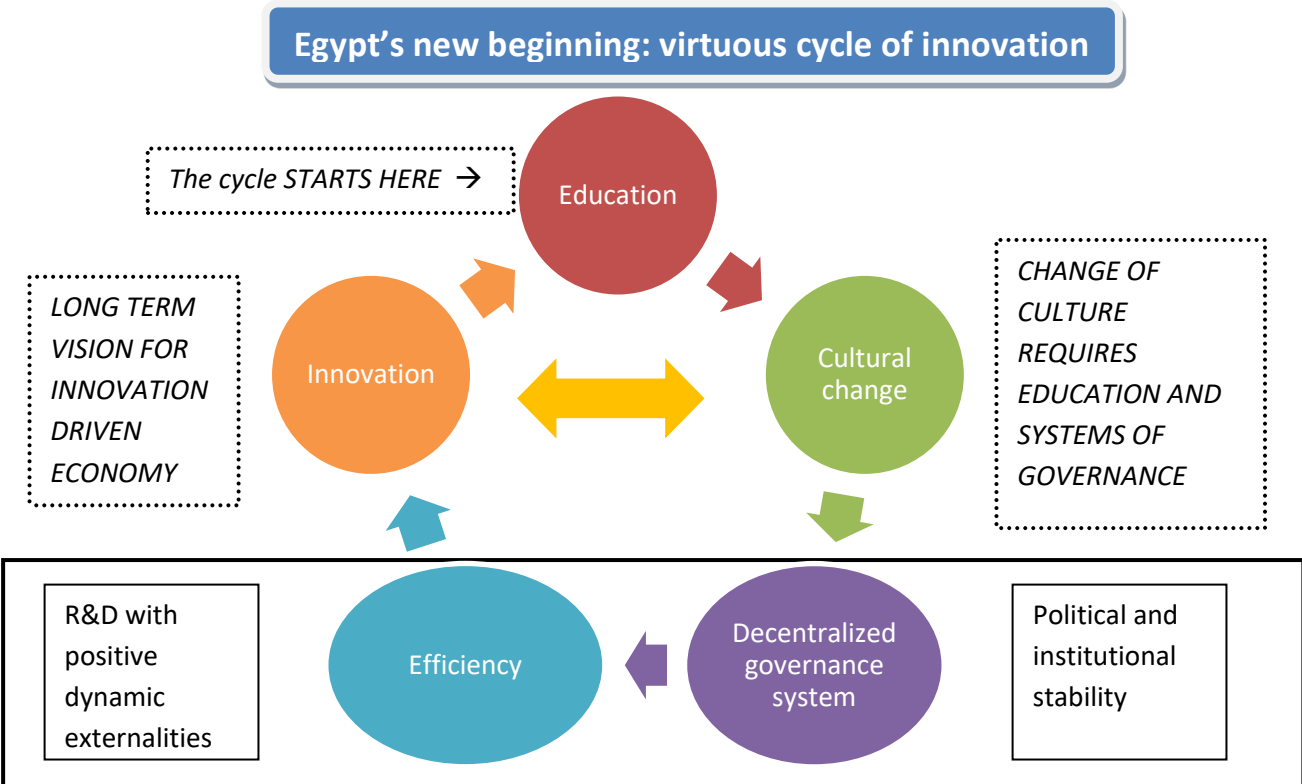 Egypt’s new beginning: virtuous cycle of innovation
The cycle STARTS HERE →
Education
CHANGE OF
CULTURE
REQUIRES
EDUCATION AND
SYSTEMS OF
GOVERNANCE
LONG TERM
VISION FOR
INNOVATION
DRIVEN
ECONOMY
Innovation
Cultural
change
R&D with
positive
dynamic
externalities
Efficiency
Decentralized
governance
system
Political and
institutional
stability